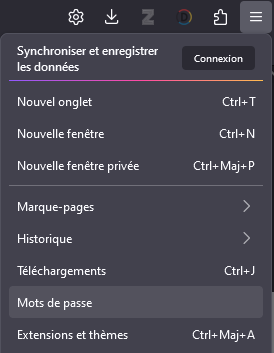 Synchroniser et enregistrer
les données
Connexion
Nouvel onglet Ctrl+T
Nouvelle fenêtre Ctrl+N
Nouvelle fenêtre privée Ctrl+Maj+P
Marque-pages
Historique
Téléchargements Ctrl+J
Mots de passe
Extensions et thèmes Ctrl+Maj+A